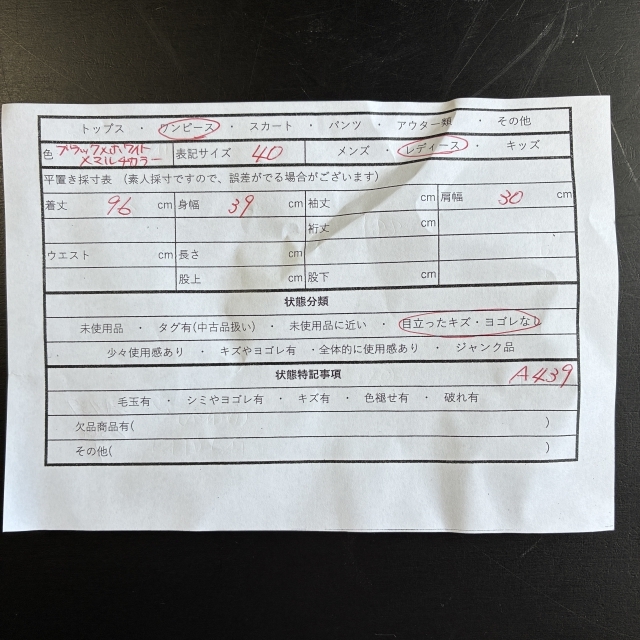 トップス ・ ワンピース ・ スカート ・ パンツ ・ アウター類 ・ その他
色 ブラック×ホワイト×マルチカラー 表記サイズ 40 メンズ ・ レディース ・ キッズ
平置き採寸表 （素人採寸ですので、誤差がでる場合がございます）
着丈 96 cm 身幅 39 cm 袖丈 cm 肩幅 30 cm
裄丈 cm
ウエスト cm 長さ cm
股上 cm 股下 cm
状態分類
未使用品 ・ タグ有(中古品扱い) ・ 未使用品に近い ・ 目立ったキズ・ヨゴレなし
少々使用感あり ・ キズやヨゴレ有 ・全体的に使用感あり ・ ジャンク品
状態特記事項 A439
毛玉有 ・ シミやヨゴレ有 ・ キズ有 ・ 色褪せ有 ・ 破れ有
欠品商品有( )
その他( )